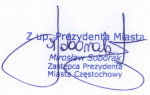 Z up. Prezydenta Miasta
Mirosław Soborak
Zastępca Prezydenta
Miasta Częstochowy